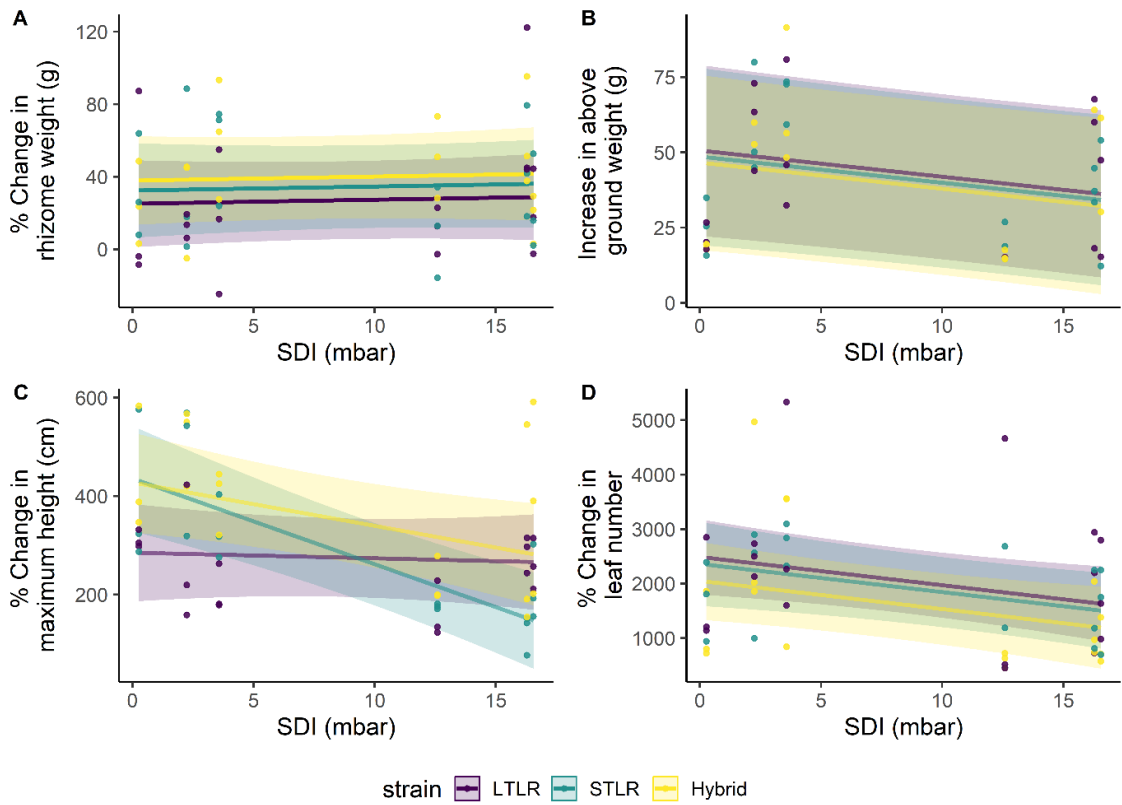 A
% Change in
rhizome weight (g)
120
80
40
0
0
5
10
15
SDI (mbar)
B
Increase in above
ground weight (g)
75
50
25
0
0
5
10
15
SDI (mbar)
C
% Change in
maximum height (cm)
600
400
200
0
5
10
15
SDI (mbar)
D
% Change in
leaf number
5000
4000
3000
2000
1000
0
5
10
15
SDI (mbar)
strain LTLR STLR Hybrid